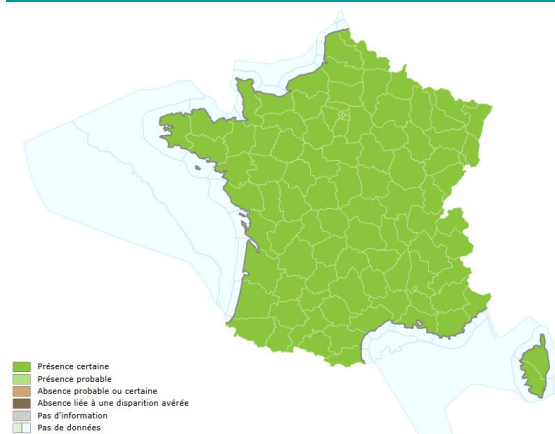 Présence certaine
Présence probable
Absence probable ou certaine
Absence liée à une disparition avérée
Pas d'information
Pas de données